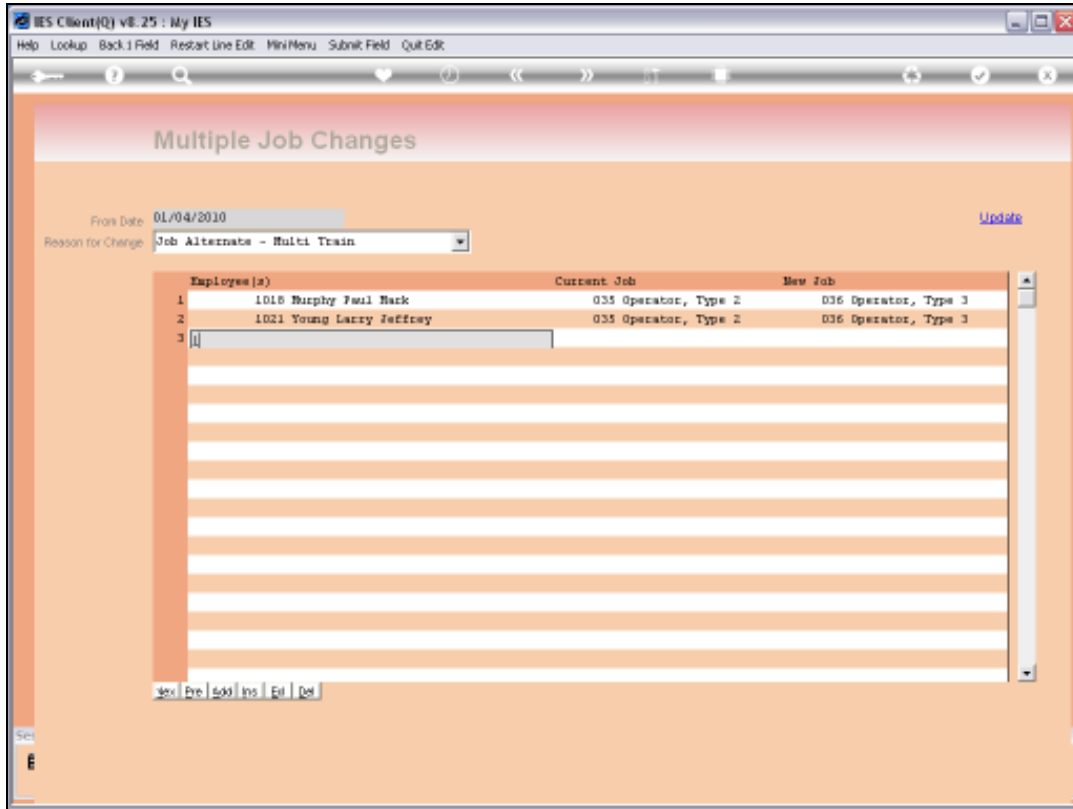 IES Client(Q) v8.25 : My IES
Help Lookup Back 1 Field Restart Line Edit MiniMenu Submit Field Quit Edit
Multiple Job Changes
From Date 01/04/2010 Update
Reason for Change Job Alternate - Multi Train
Employee(s) Current Job New Job
1 1018 Murphy Paul Mark 035 Operator, Type 2 036 Operator, Type 3
2 1021 Young Larry Jeffrey 035 Operator, Type 2 036 Operator, Type 3
3
Nex Pre Add Ins Del